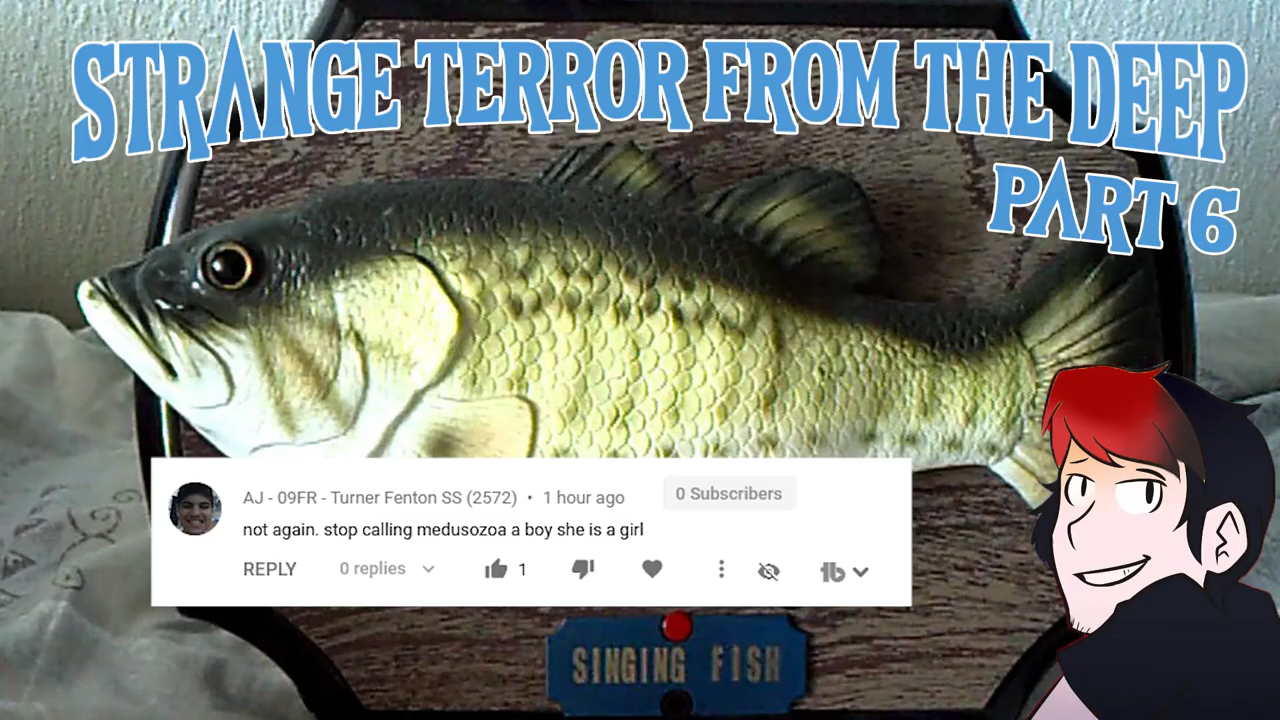 STRANGE TERROR FROM THE DEEP
PART 6
AJ - 09FR - Turner Fenton SS (2572) • 1 hour ago
0 Subscribers
not again. stop calling medusozoa a boy she is a girl
REPLY 0 replies 1
SINGING FISH